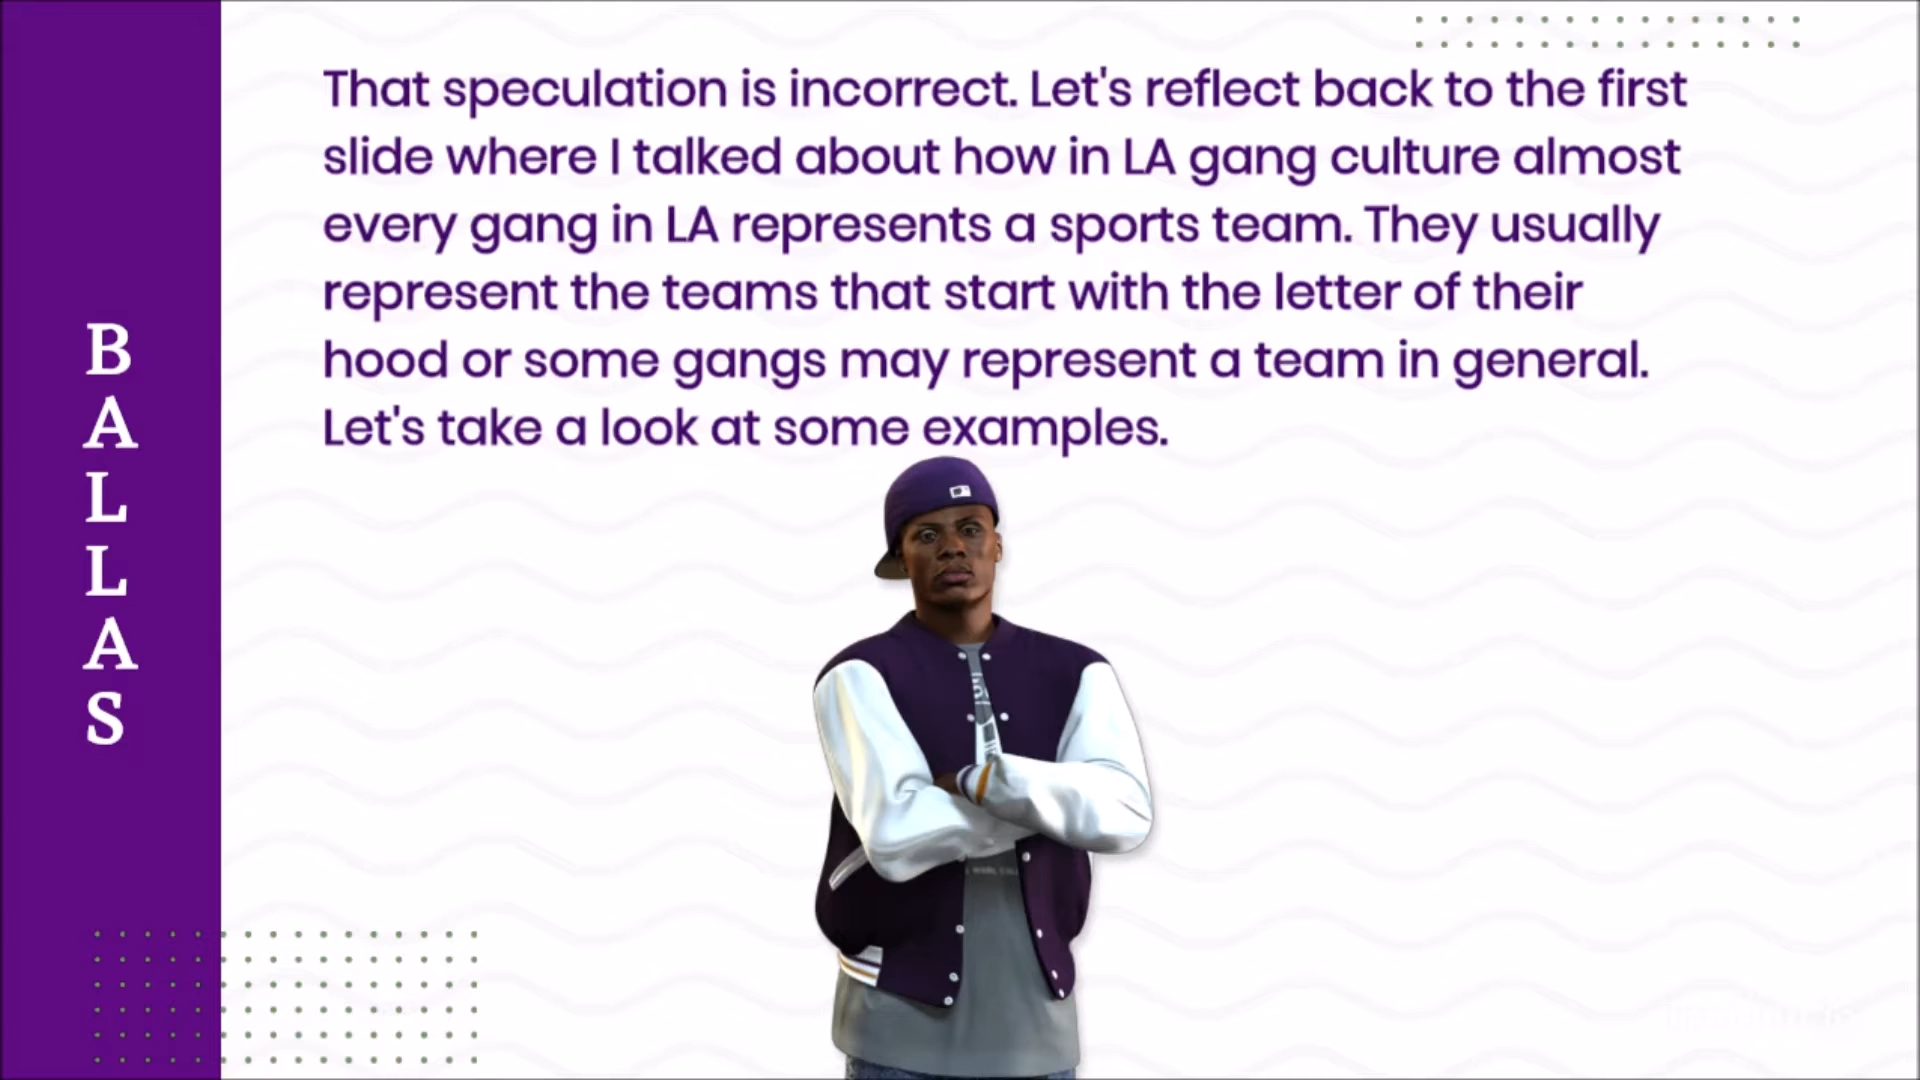 That speculation is incorrect. Let's reflect back to the first
slide where I talked about how in LA gang culture almost
every gang in LA represents a sports team. They usually
represent the teams that start with the letter of their
hood or some gangs may represent a team in general.
Let's take a look at some examples.
BALLAS